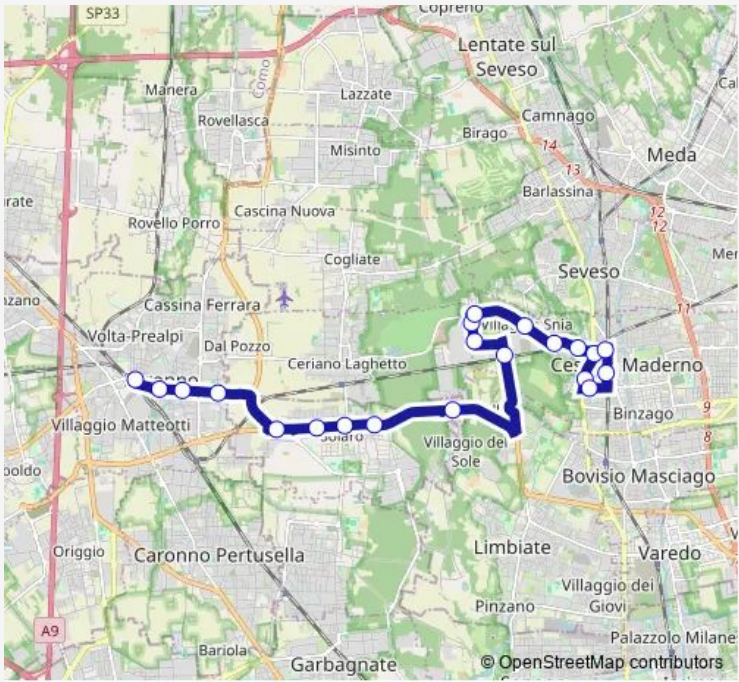 SP33
Copreno
Lentate sul
Seveso
Manera
Como
Lazzate
Rovellasca
Camnago
Birago
Misinto
14
Meda
13
Barlassina
Cascina Nuova
12
12
Rovello Porro
Cogliate
Seveso
Cassina Ferrara
11
Snia
Volta-Prealpi
Dal Pozzo
Ceriano Laghetto
Maderno
9
Binzago
Villaggio Matteotti
8
Solaro
Villaggio del
Sole
Bovisio Masciago
Origgio
Caronno Pertusella
Limbiate
Varedo
Villaggio dei
Giovi
Pinzano
A9
Palazzolo Milane
Bariola
Garbagnate
© OpenStreetMap contributors